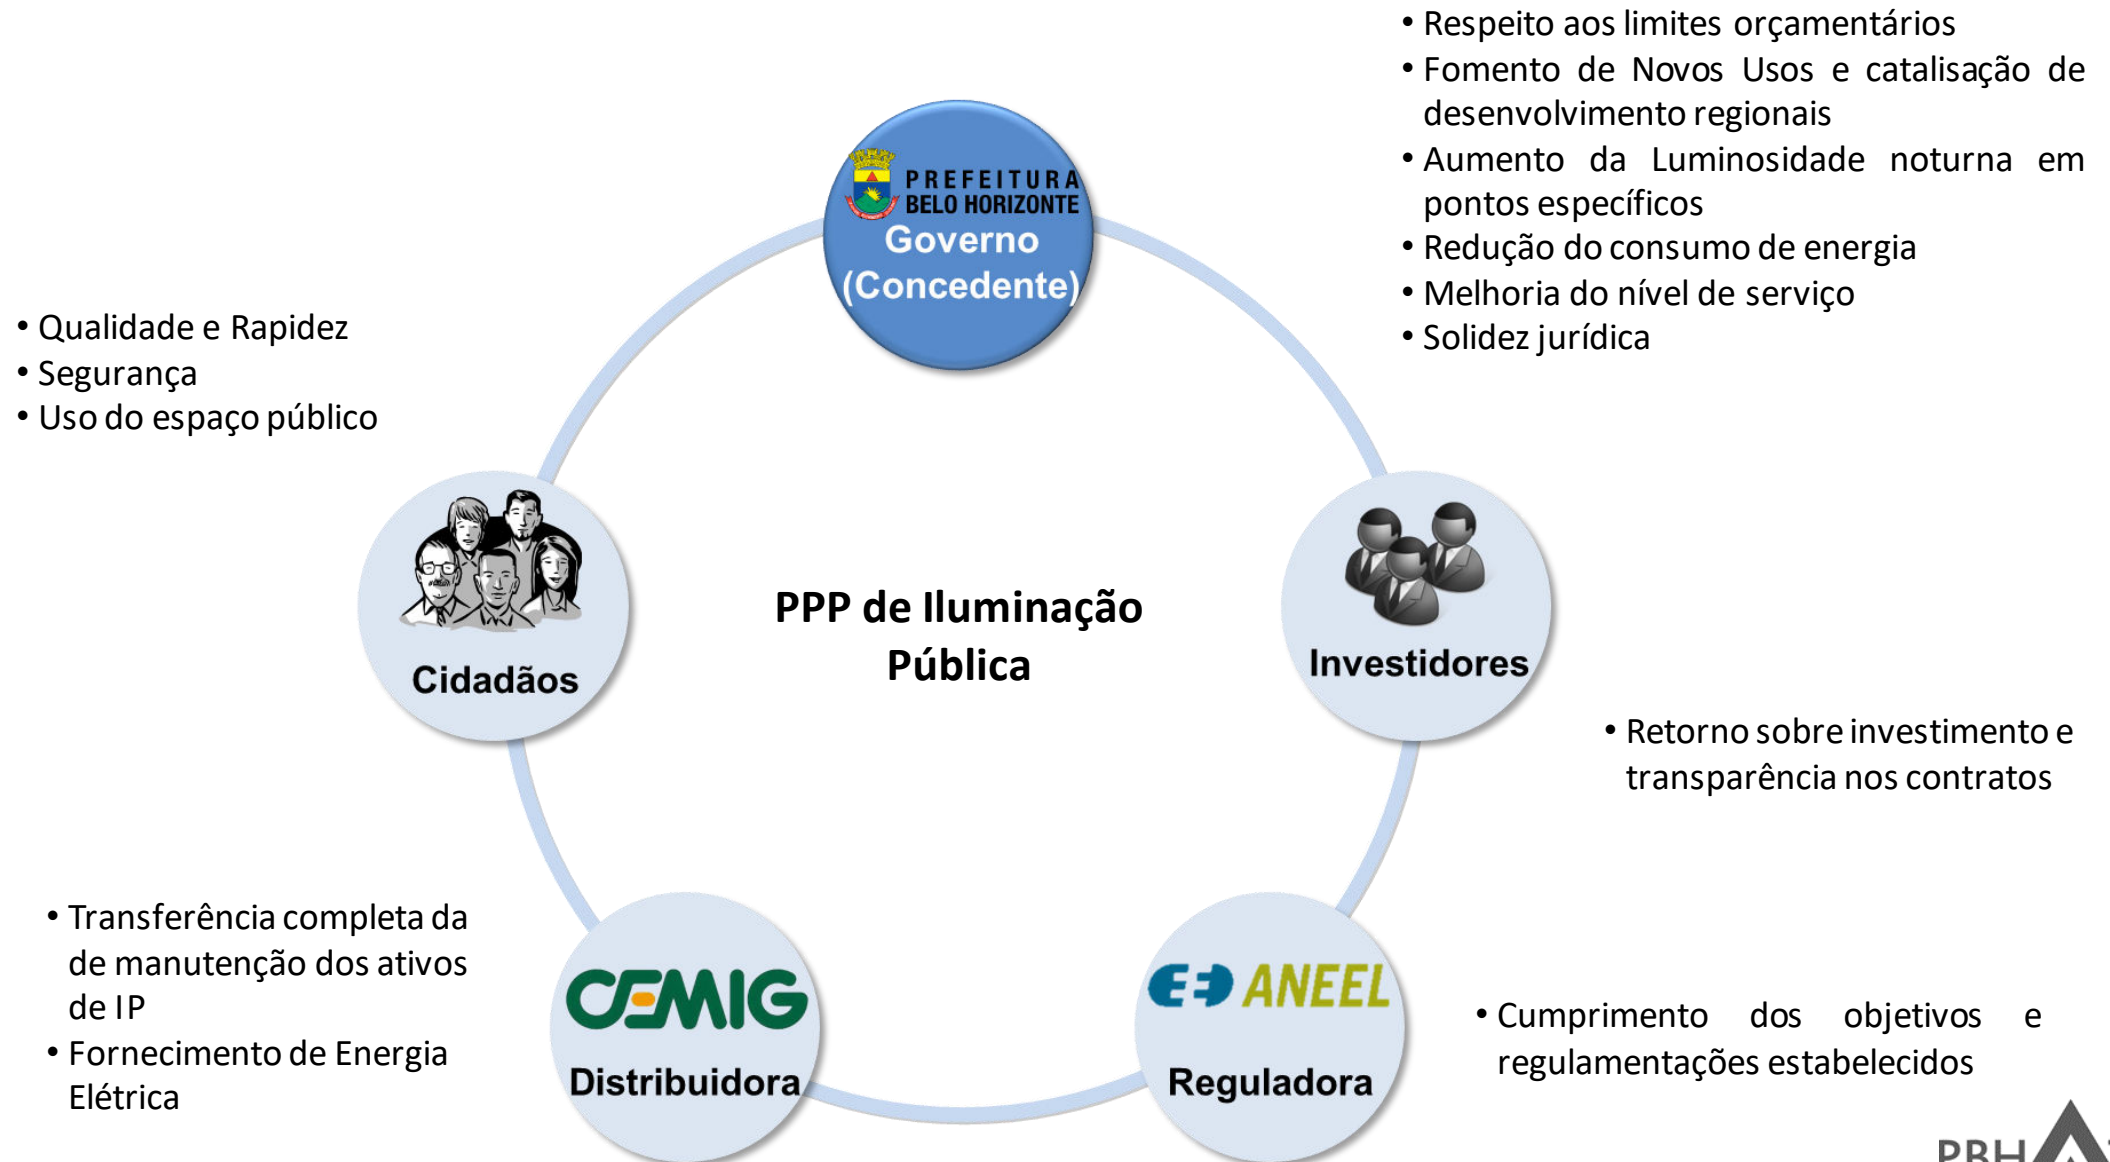 • Respeito aos limites orçamentários
• Fomento de Novos Usos e catalisação de
desenvolvimento regionais
• Aumento da Luminosidade noturna em
pontos específicos
• Redução do consumo de energia
• Melhoria do nível de serviço
• Solidez jurídica
PREFEITURA
BELO HORIZONTE
Governo
(Concedente)
• Qualidade e Rapidez
• Segurança
• Uso do espaço público
Cidadãos
PPP de Iluminação
Pública
Investidores
• Retorno sobre investimento e
transparência nos contratos
• Transferência completa da
de manutenção dos ativos
de IP
• Fornecimento de Energia
Elétrica
CEMIG
Distribuidora
ANEEL
Reguladora
• Cumprimento dos objetivos e
regulamentações estabelecidos
PBH